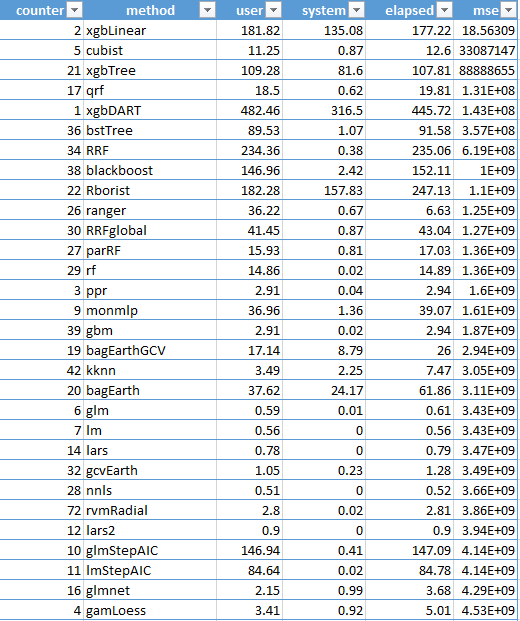 counter method user system elapsed mse
2 xgbLinear 181.82 135.08 177.22 18.56309
5 cubist 11.25 0.87 12.6 33087147
21 xgbTree 109.28 81.6 107.81 88888655
17 qrf 18.5 0.62 19.81 1.31E+08
1 xgbDART 482.46 316.5 445.72 1.43E+08
36 bstTree 89.53 1.07 91.58 3.57E+08
34 RRF 234.36 0.38 235.06 6.19E+08
38 blackboost 146.96 2.42 152.11 1E+09
22 Rborist 182.28 157.83 247.13 1.1E+09
26 ranger 36.22 0.67 6.63 1.25E+09
30 RRFglobal 41.45 0.87 43.04 1.27E+09
27 parRF 15.93 0.81 17.03 1.36E+09
29 rf 14.86 0.02 14.89 1.36E+09
3 ppr 2.91 0.04 2.94 1.6E+09
9 monmlp 36.96 1.36 39.07 1.61E+09
39 gbm 2.91 0.02 2.94 1.87E+09
19 bagEarthGCV 17.14 8.79 26 2.94E+09
42 kknn 3.49 2.25 7.47 3.05E+09
20 bagEarth 37.62 24.17 61.86 3.11E+09
6 glm 0.59 0.01 0.61 3.43E+09
7 lm 0.56 0 0.56 3.43E+09
14 lars 0.78 0 0.79 3.47E+09
32 gcvEarth 1.05 0.23 1.28 3.49E+09
28 nnls 0.51 0 0.52 3.66E+09
72 rvmRadial 2.8 0.02 2.81 3.86E+09
12 lars2 0.9 0 0.9 3.94E+09
10 glmStepAIC 146.94 0.41 147.09 4.14E+09
11 lmStepAIC 84.64 0.02 84.78 4.14E+09
16 glmnet 2.15 0.99 3.68 4.29E+09
4 gamLoess 3.41 0.92 5.01 4.53E+09